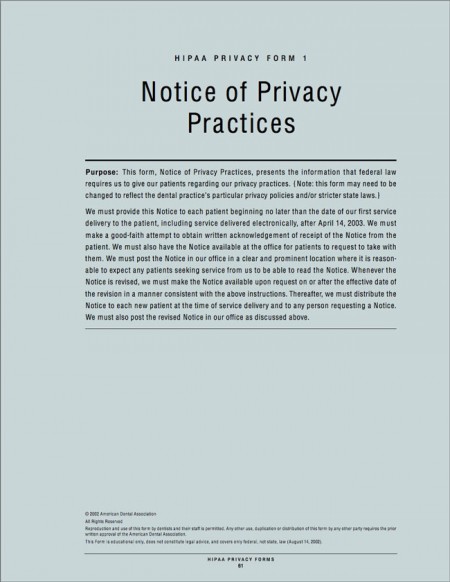 HIPAA PRIVACY FORM 1
Notice of Privacy
Practices
Purpose: This form, Notice of Privacy Practices, presents the information that federal law
requires us to give our patients regarding our privacy practices. (Note: this form may need to be
changed to reflect the dental practice's particular privacy policies and/or stricter state laws.)
We must provide this Notice to each patient beginning no later than the date of our first service
delivery to the patient, including service delivered electronically, after April 14, 2003. We must
make a good-faith attempt to obtain written acknowledgement of receipt of the Notice from the
patient. We must also have the Notice available at the office for patients to request to take with
them. We must post the Notice in our office in a clear and prominent location where it is reason-
able to expect any patients seeking service from us to be able to read the Notice. Whenever the
Notice is revised, we must make the Notice available upon request on or after the effective date of
the revision in a manner consistent with the above instructions. Thereafter, we must distribute the
Notice to each new patient at the time of service delivery and to any person requesting a Notice.
We must also post the revised Notice in our office as discussed above.
© 2002 American Dental Association
All Rights Reserved
Reproduction and use of this form by dentists and their staff is permitted. Any other use, duplication or distribution of this form by any other party requires the prior
written approval of the American Dental Association.
This Form is educational only, does not constitute legal advice, and covers only federal, not state, law (August 14, 2002).
HIPAA PRIVACY FORMS
61